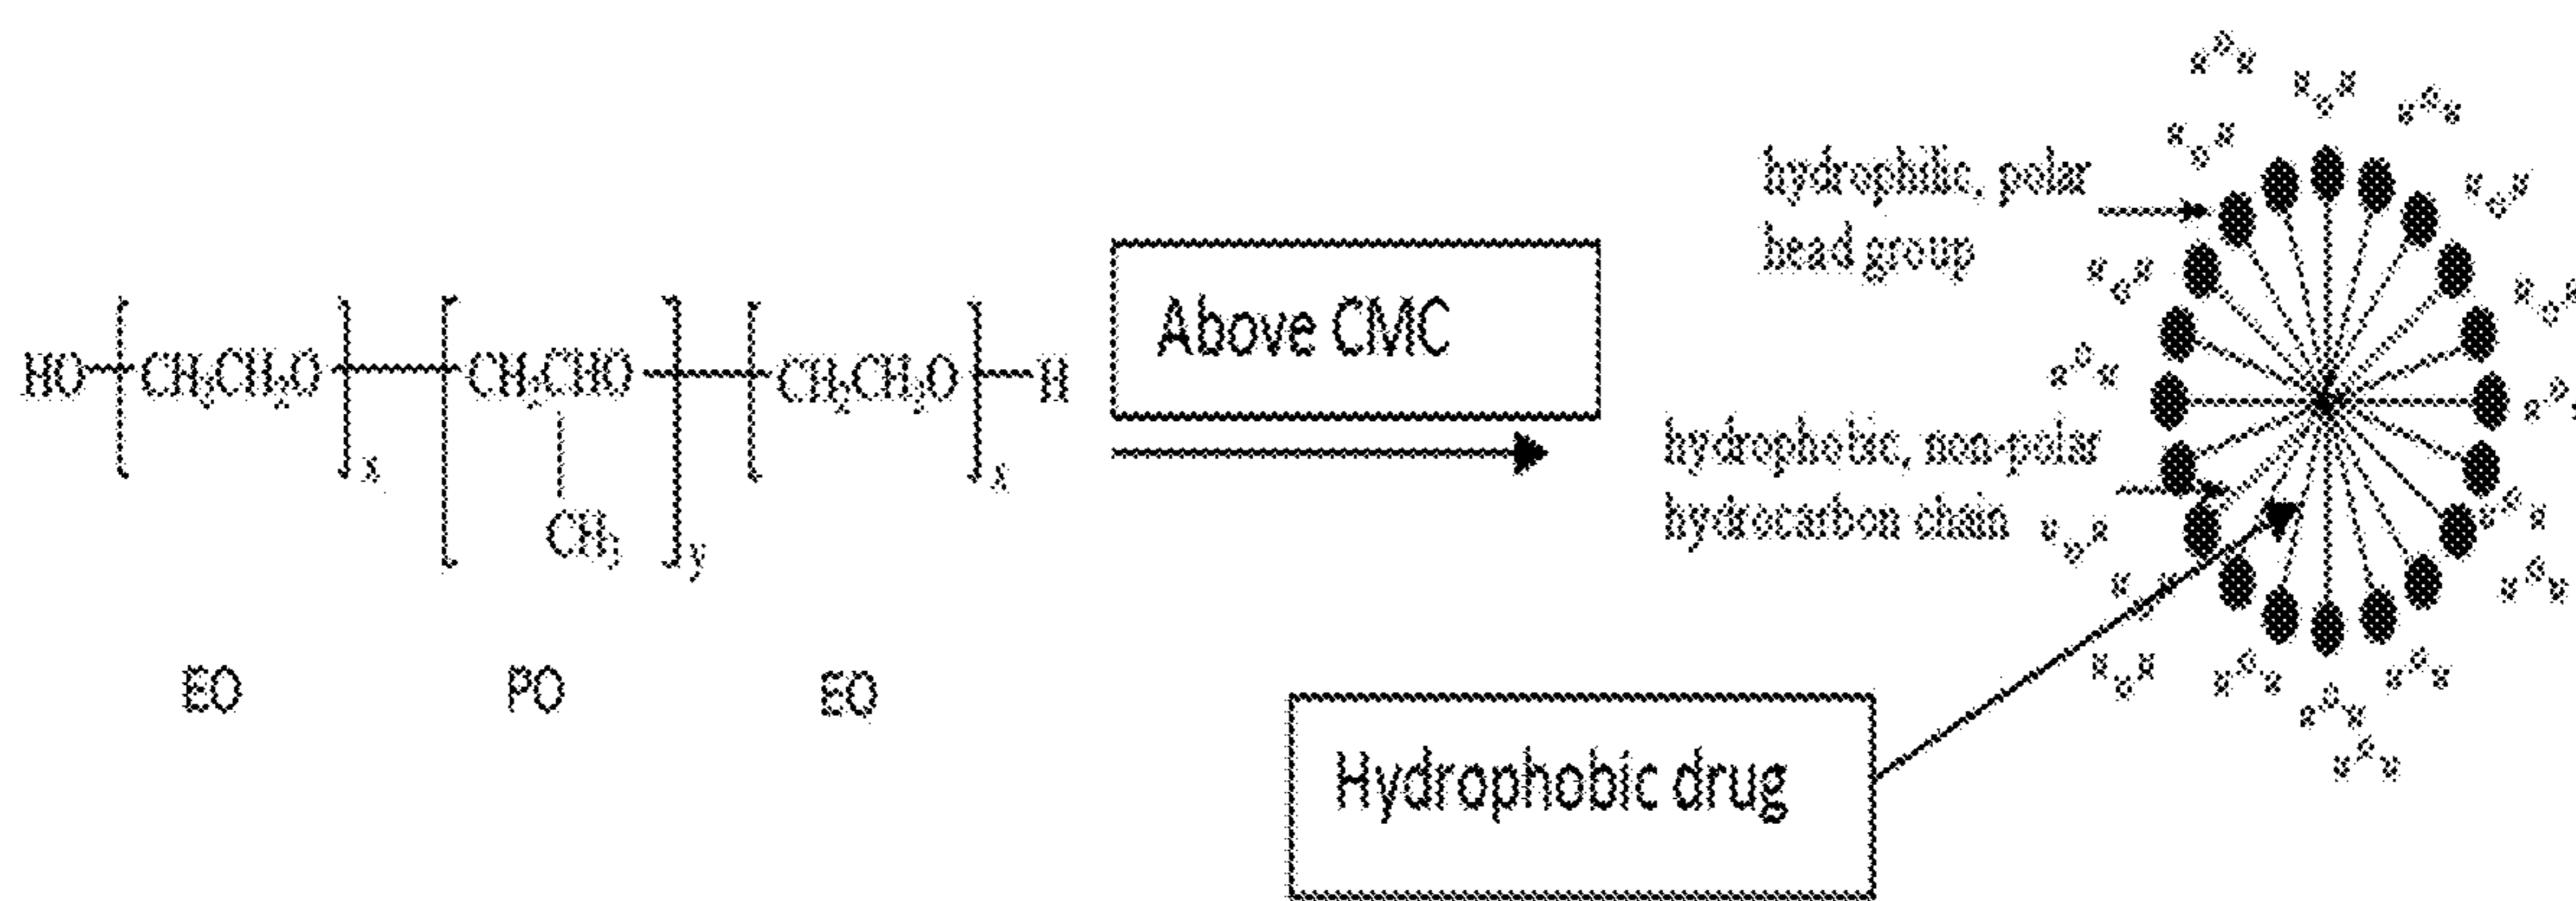 HO
CH₂CH₂O
x
CH₂CHO
CH₃
y
CH₂CH₂O
x
H
EO
PO
EO
Above CMC
hydrophilic, polar
head group
hydrophobic, non-polar
hydrocarbon chain
Hydrophobic drug